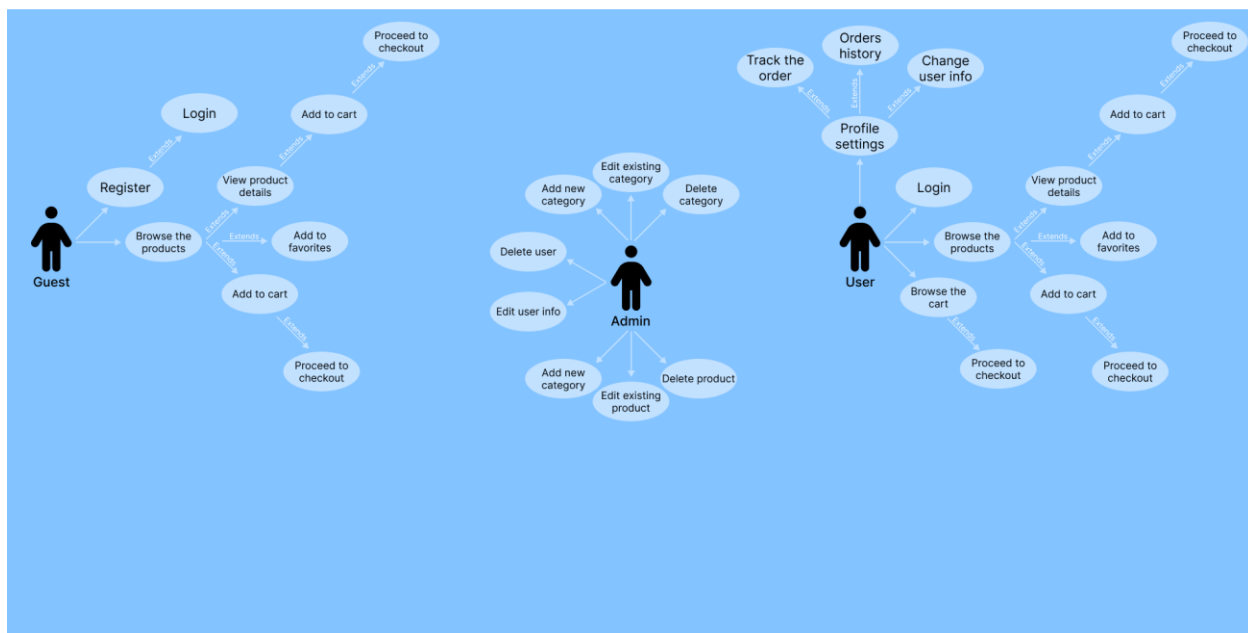 Proceed to
checkout
Extends
Add to cart
Login
Extends
Extends
Register
View product
details
Extends
Browse the
products
Extends
Add to
favorites
Extends
Guest
Add to cart
Extends
Proceed to
checkout
Edit existing
category
Add new
category
Delete
category
Delete user
Edit user info
Admin
Add new
category
Edit existing
product
Delete product
Orders
history
Track the
order
Change
user info
Extends
Extends
Extends
Profile
settings
Proceed to
checkout
Extends
Add to cart
Extends
View product
details
Login
Extends
Browse the
products
Extends
Add to
favorites
Extends
User
Browse the
cart
Add to cart
Extends
Extends
Proceed to
checkout
Proceed to
checkout